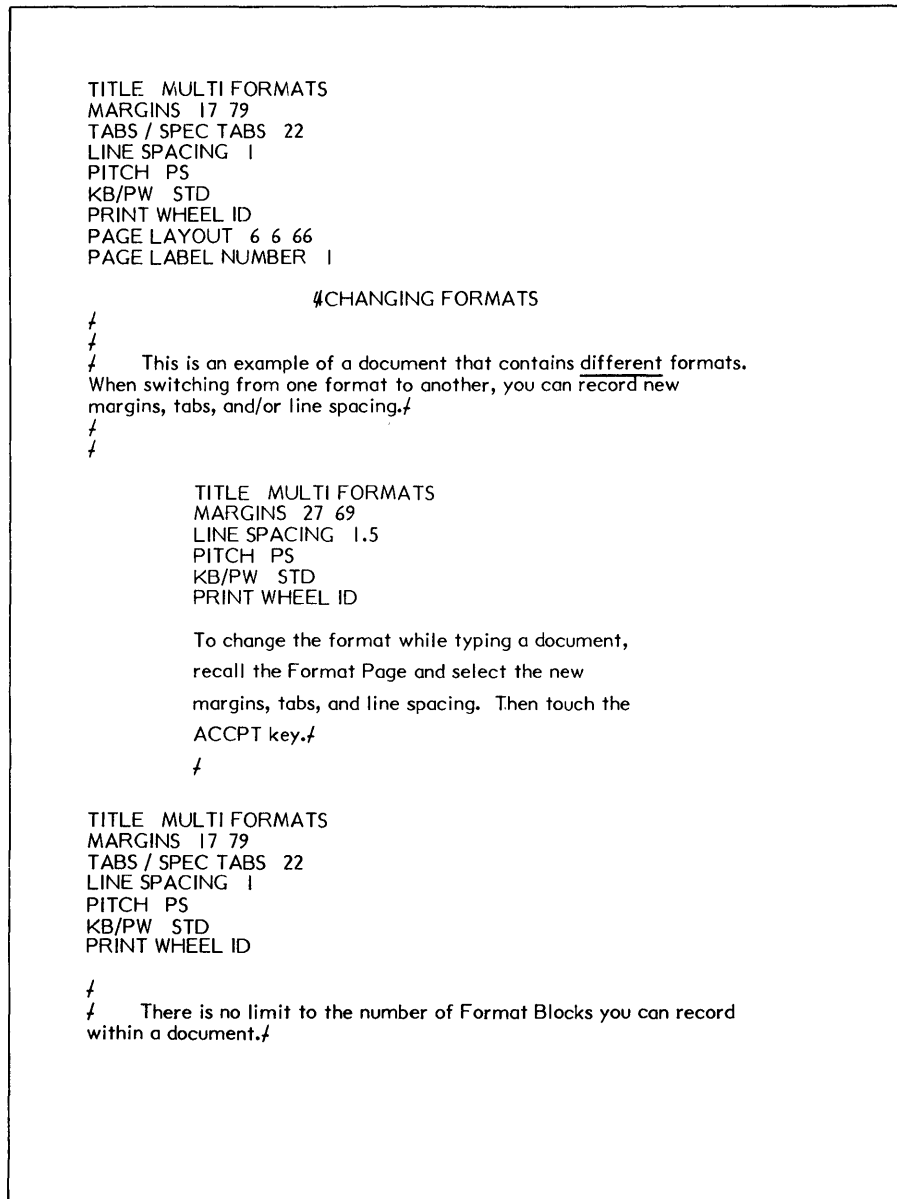 TITLE MULTI FORMATS
MARGINS 17 79
TABS / SPEC TABS 22
LINE SPACING 1
PITCH PS
KB/PW STD
PRINT WHEEL ID
PAGE LAYOUT 6 6 66
PAGE LABEL NUMBER 1
CHANGING FORMATS
This is an example of a document that contains different formats.
When switching from one format to another, you can record new
margins, tabs, and/or line spacing.
TITLE MULTI FORMATS
MARGINS 27 69
LINE SPACING 1.5
PITCH PS
KB/PW STD
PRINT WHEEL ID
To change the format while typing a document,
recall the Format Page and select the new
margins, tabs, and line spacing. Then touch the
ACCPT key.
TITLE MULTI FORMATS
MARGINS 17 79
TABS / SPEC TABS 22
LINE SPACING 1
PITCH PS
KB/PW STD
PRINT WHEEL ID
There is no limit to the number of Format Blocks you can record
within a document.